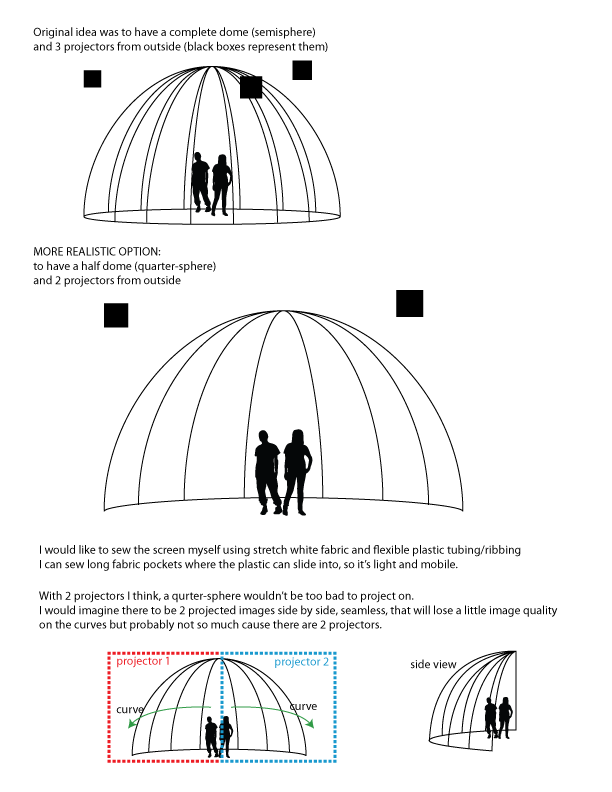 Original idea was to have a complete dome (semisphere)
and 3 projectors from outside (black boxes represent them)
MORE REALISTIC OPTION:
to have a half dome (quarter-sphere)
and 2 projectors from outside
I would like to sew the screen myself using stretch white fabric and flexible plastic tubing/ribbing
I can sew long fabric pockets where the plastic can slide into, so it's light and mobile.
With 2 projectors I think, a qurter-sphere wouldn't be too bad to project on.
I would imagine there to be 2 projected images side by side, seamless, that will lose a little image quality
on the curves but probably not so much cause there are 2 projectors.
projector 1
projector 2
side view
curve
curve